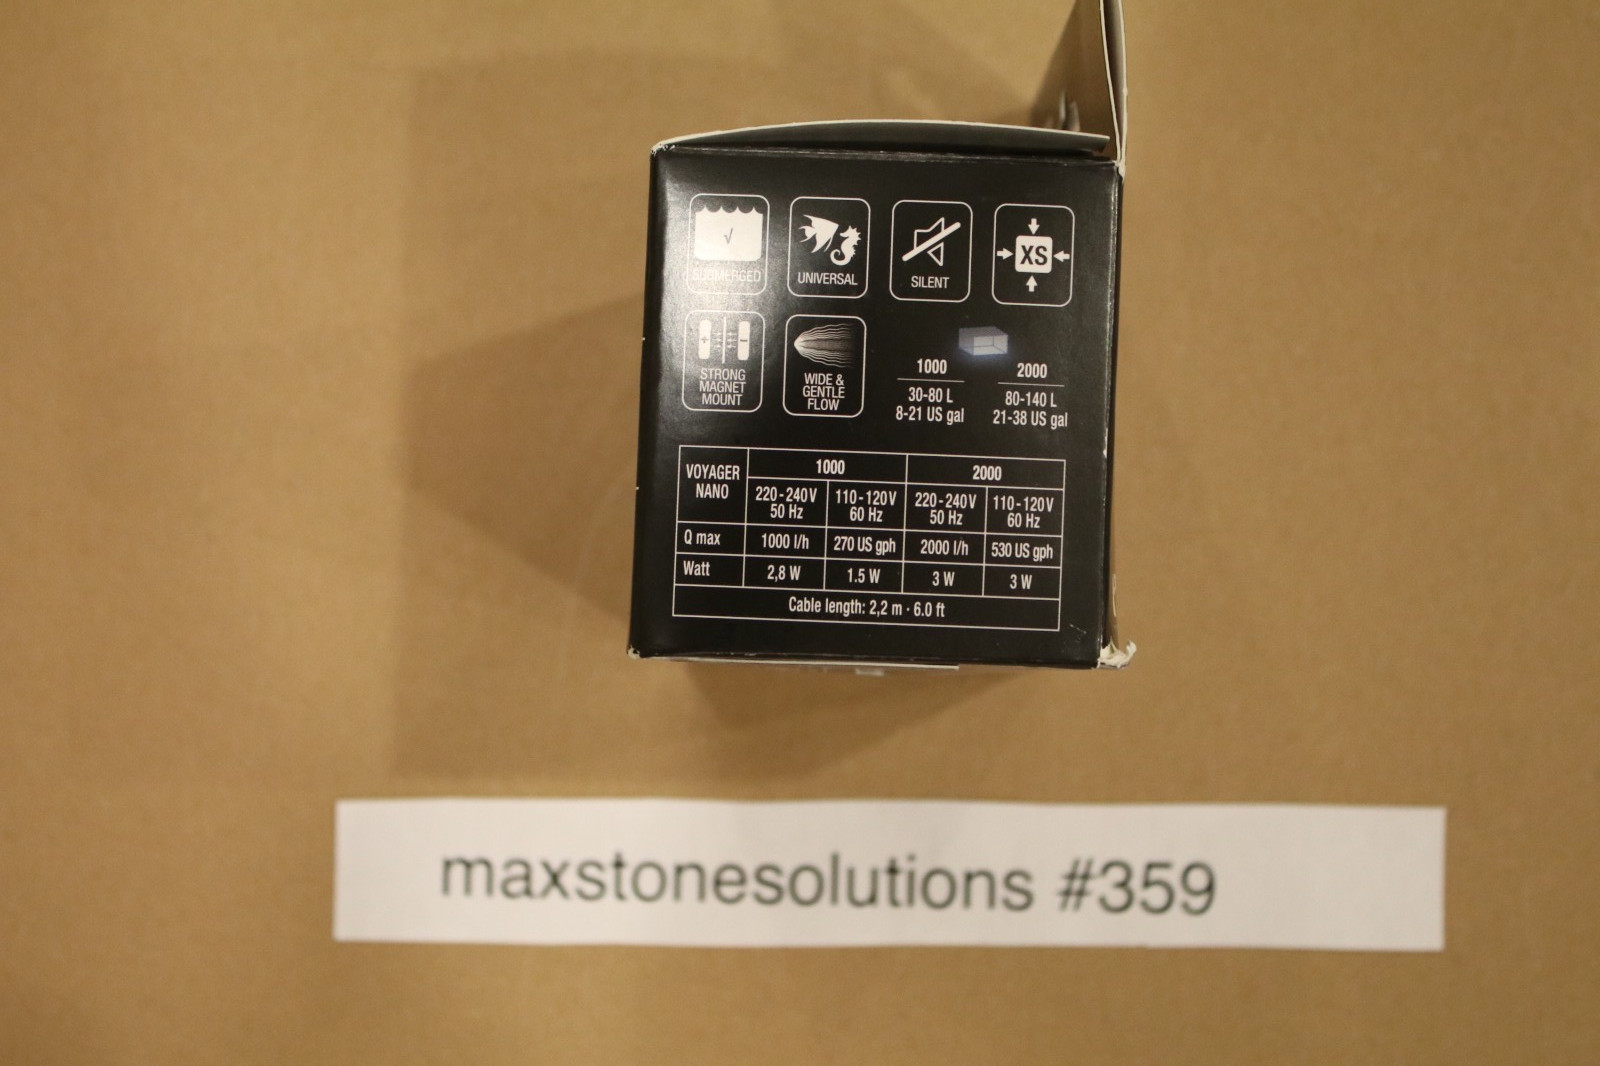 √
SUBMERGED
UNIVERSAL
SILENT
XS
+ -
STRONG
MAGNET
MOUNT
WIDE &
GENTLE
FLOW
1000
30-80 L
8-21 US gal
2000
80-140 L
21-38 US gal
VOYAGER
NANO
1000 2000
220-240V 110-120V 220-240V 110-120V
50 Hz 60 Hz 50 Hz 60 Hz
Q max 1000 l/h 270 US gph 2000 l/h 530 US gph
Watt 2,8 W 1.5 W 3 W 3 W
Cable length: 2,2 m · 6.0 ft
maxstonesolutions #359